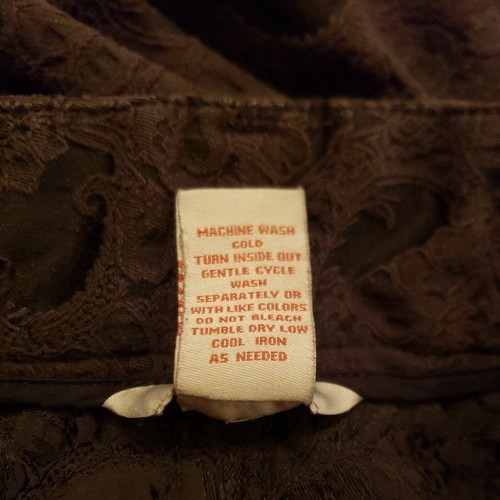 MACHINE WASH
COLD
TURN INSIDE OUT
GENTLE CYCLE
WASH
SEPARATELY OR
WITH LIKE COLORS
DO NOT BLEACH
TUMBLE DRY LOW
COOL IRON
AS NEEDED